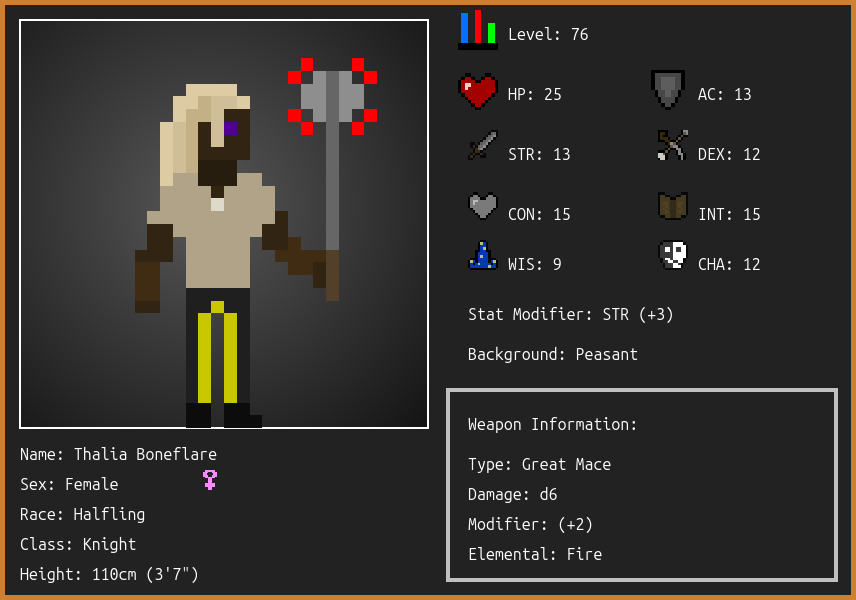 Level: 76
HP: 25
AC: 13
STR: 13
DEX: 12
CON: 15
INT: 15
WIS: 9
CHA: 12
Stat Modifier: STR (+3)
Background: Peasant
Weapon Information:
Type: Great Mace
Damage: d6
Modifier: (+2)
Elemental: Fire
Name: Thalia Boneflare
Sex: Female
Race: Halfling
Class: Knight
Height: 110cm (3'7")